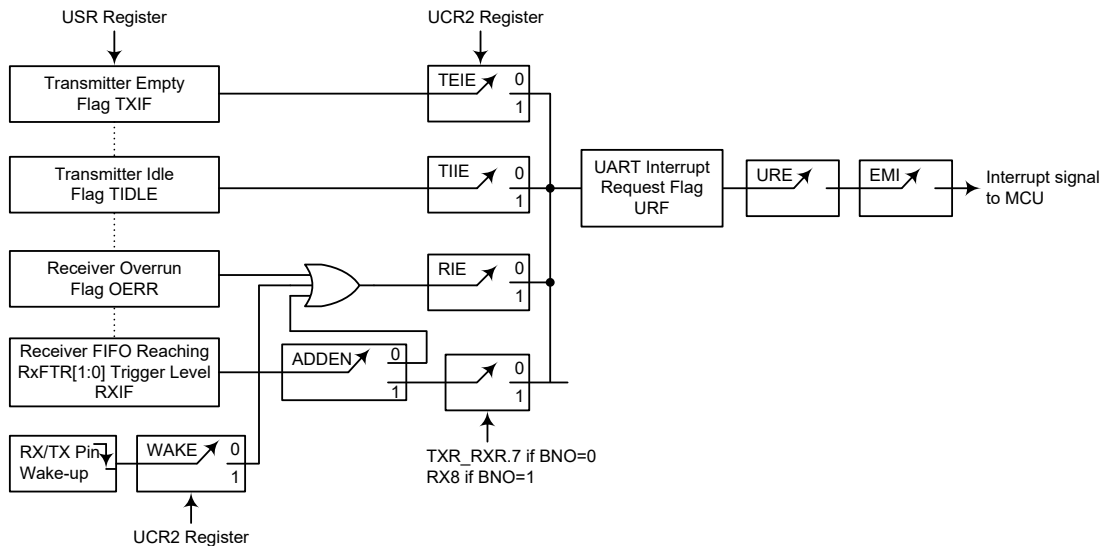 USR Register
UCR2 Register
Transmitter Empty
Flag TXIF
TEIE
0
1
Transmitter Idle
Flag TIDLE
TIIE
0
1
UART Interrupt
Request Flag
URF
URE
EMI
Interrupt signal
to MCU
Receiver Overrun
Flag OERR
RIE
0
1
Receiver FIFO Reaching
RxFTR[1:0] Trigger Level
RXIF
ADDEN
0
1
0
1
RX/TX Pin
Wake-up
WAKE
0
1
TXR_RXR.7 if BNO=0
RX8 if BNO=1
UCR2 Register